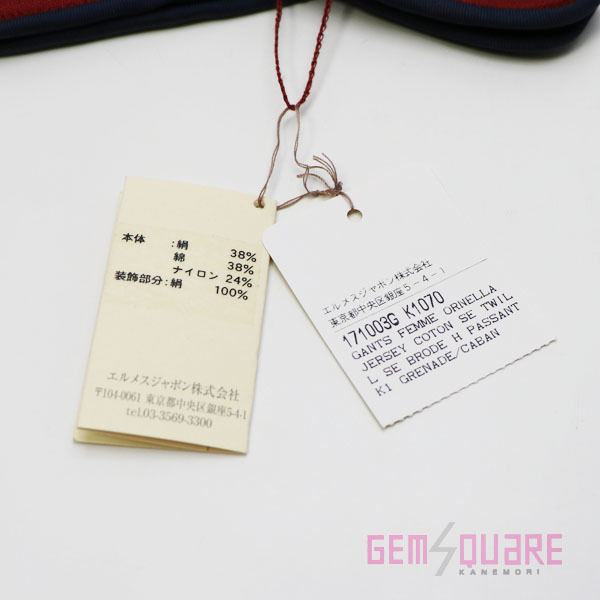 本体 :絹 38%
綿 38%
ナイロン 24%
装飾部分:絹 100%
エルメスジャポン株式会社
〒104-0061 東京都中央区銀座5-4-1
tel.03-3569-3300
エルメスジャポン株式会社
東京都中央区銀座5-4-1
171003G K1070
GANTS FEMME ORNELLA
JERSEY COTON SE TWIL
L SE BRODE H PASSANT
K1 GRENADE/CABAN
GEMSQUARE
KANEMORI